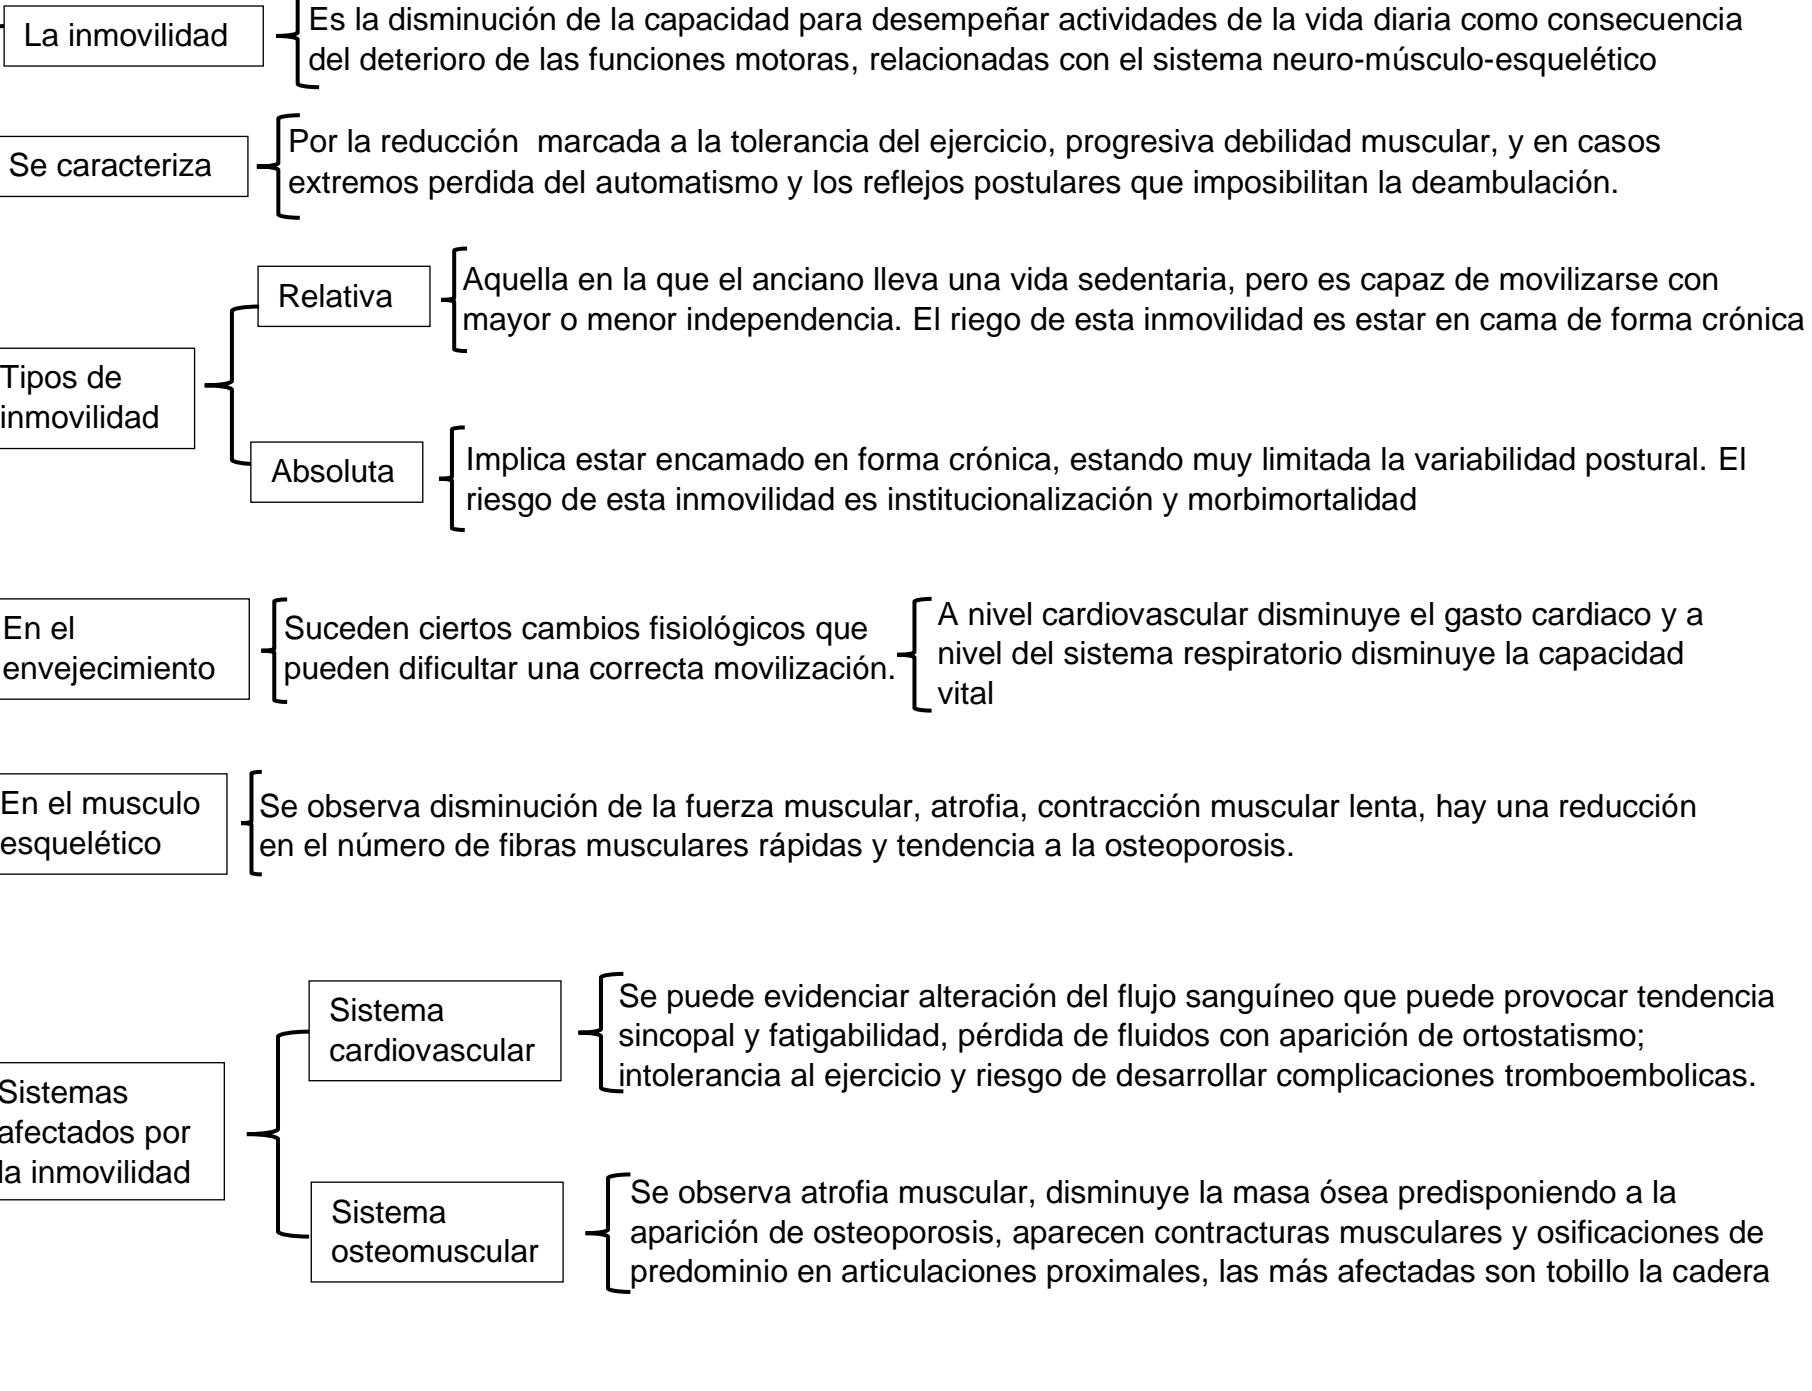 La inmovilidad
Es la disminución de la capacidad para desempeñar actividades de la vida diaria como consecuencia
del deterioro de las funciones motoras, relacionadas con el sistema neuro-músculo-esquelético
Se caracteriza
Por la reducción  marcada a la tolerancia del ejercicio, progresiva debilidad muscular, y en casos
extremos perdida del automatismo y los reflejos postulares que imposibilitan la deambulación.
Tipos de
inmovilidad
Relativa
Aquella en la que el anciano lleva una vida sedentaria, pero es capaz de movilizarse con
mayor o menor independencia. El riego de esta inmovilidad es estar en cama de forma crónica
Absoluta
Implica estar encamado en forma crónica, estando muy limitada la variabilidad postural. El
riesgo de esta inmovilidad es institucionalización y morbimortalidad
En el
envejecimiento
Suceden ciertos cambios fisiológicos que
pueden dificultar una correcta movilización.
A nivel cardiovascular disminuye el gasto cardiaco y a
nivel del sistema respiratorio disminuye la capacidad
vital
En el musculo
esquelético
Se observa disminución de la fuerza muscular, atrofia, contracción muscular lenta, hay una reducción
en el número de fibras musculares rápidas y tendencia a la osteoporosis.
Sistemas
afectados por
la inmovilidad
Sistema
cardiovascular
Se puede evidenciar alteración del flujo sanguíneo que puede provocar tendencia
sincopal y fatigabilidad, pérdida de fluidos con aparición de ortostatismo;
intolerancia al ejercicio y riesgo de desarrollar complicaciones tromboembolicas.
Sistema
osteomuscular
Se observa atrofia muscular, disminuye la masa ósea predisponiendo a la
aparición de osteoporosis, aparecen contracturas musculares y osificaciones de
predominio en articulaciones proximales, las más afectadas son tobillo la cadera